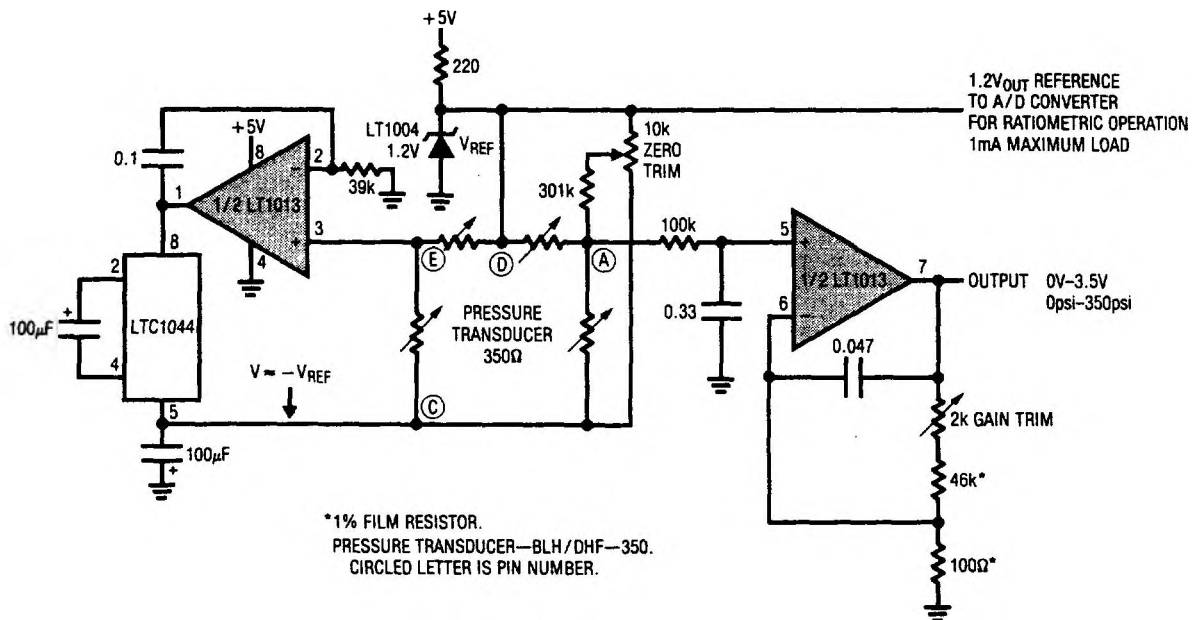 +5V
220
1.2VOUT REFERENCE
TO A/D CONVERTER
FOR RATIOMETRIC OPERATION
1mA MAXIMUM LOAD
LT1004
1.2V
VREF
10k
ZERO
TRIM
301k
+5V
8
0.1
2
−
39k
1
1/2 LT1013
3
+
4
8
2
100µF
+
LTC1044
4
5
100µF
+
V ≈ −VREF
E
D
A
C
PRESSURE
TRANSDUCER
350Ω
100k
0.33
5
+
1/2 LT1013
7
6
−
OUTPUT
0V–3.5V
0psi–350psi
0.047
2k GAIN TRIM
46k*
100Ω*
*1% FILM RESISTOR.
PRESSURE TRANSDUCER—BLH/DHF—350.
CIRCLED LETTER IS PIN NUMBER.